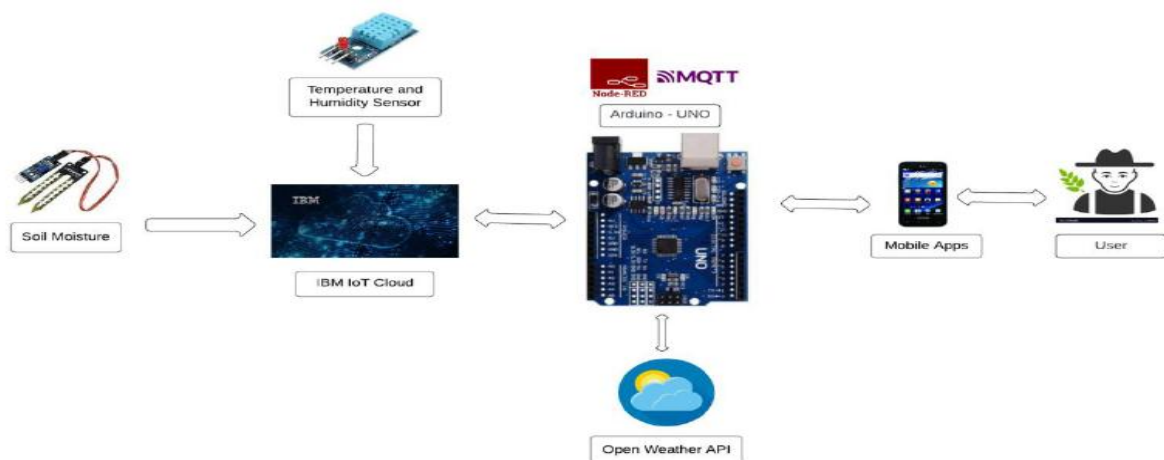 Temperature and
Humidity Sensor
Node-RED
MQTT
Arduino - UNO
IBM
UNO
Soil Moisture
IBM IoT Cloud
Mobile Apps
User
Open Weather API